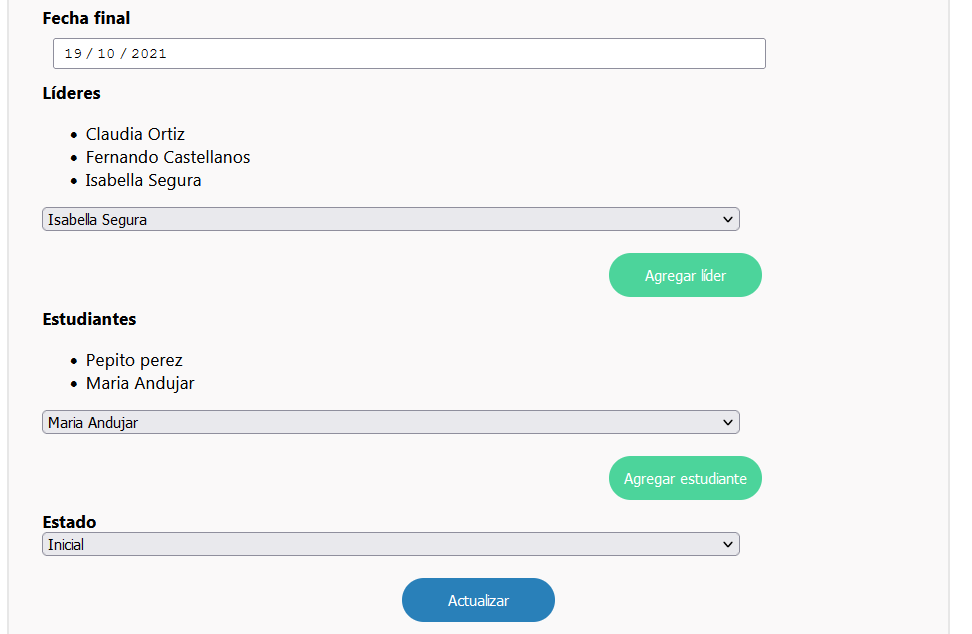 Fecha final
19 / 10 / 2021
Líderes
Claudia Ortiz
Fernando Castellanos
Isabella Segura
Isabella Segura
Agregar líder
Estudiantes
Pepito perez
Maria Andujar
Maria Andujar
Agregar estudiante
Estado
Inicial
Actualizar